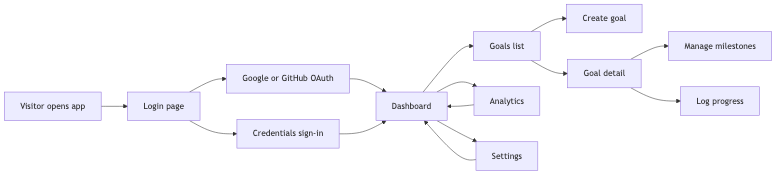 Visitor opens app
Login page
Google or GitHub OAuth
Credentials sign-in
Dashboard
Goals list
Analytics
Settings
Create goal
Goal detail
Manage milestones
Log progress